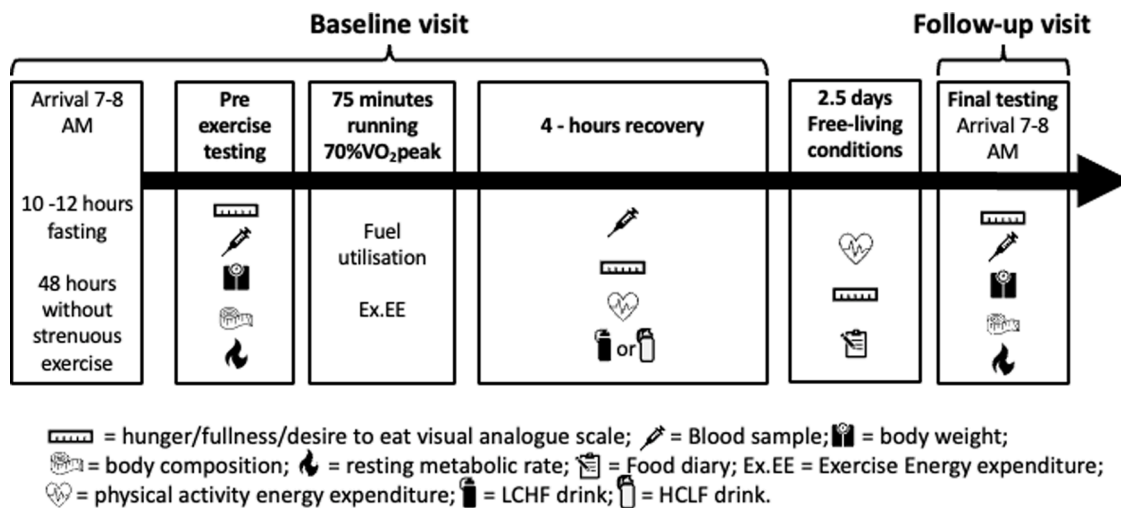 Baseline visit
Follow-up visit
Arrival 7-8
AM
10 -12 hours
fasting
48 hours
without
strenuous
exercise
Pre
exercise
testing
75 minutes
running
70%VO₂peak
Fuel
utilisation
Ex.EE
4 - hours recovery
or
2.5 days
Free-living
conditions
Final testing
Arrival 7-8
AM
= hunger/fullness/desire to eat visual analogue scale; = Blood sample; = body weight;
= body composition; = resting metabolic rate; = Food diary; Ex.EE = Exercise Energy expenditure;
= physical activity energy expenditure; = LCHF drink; = HCLF drink.